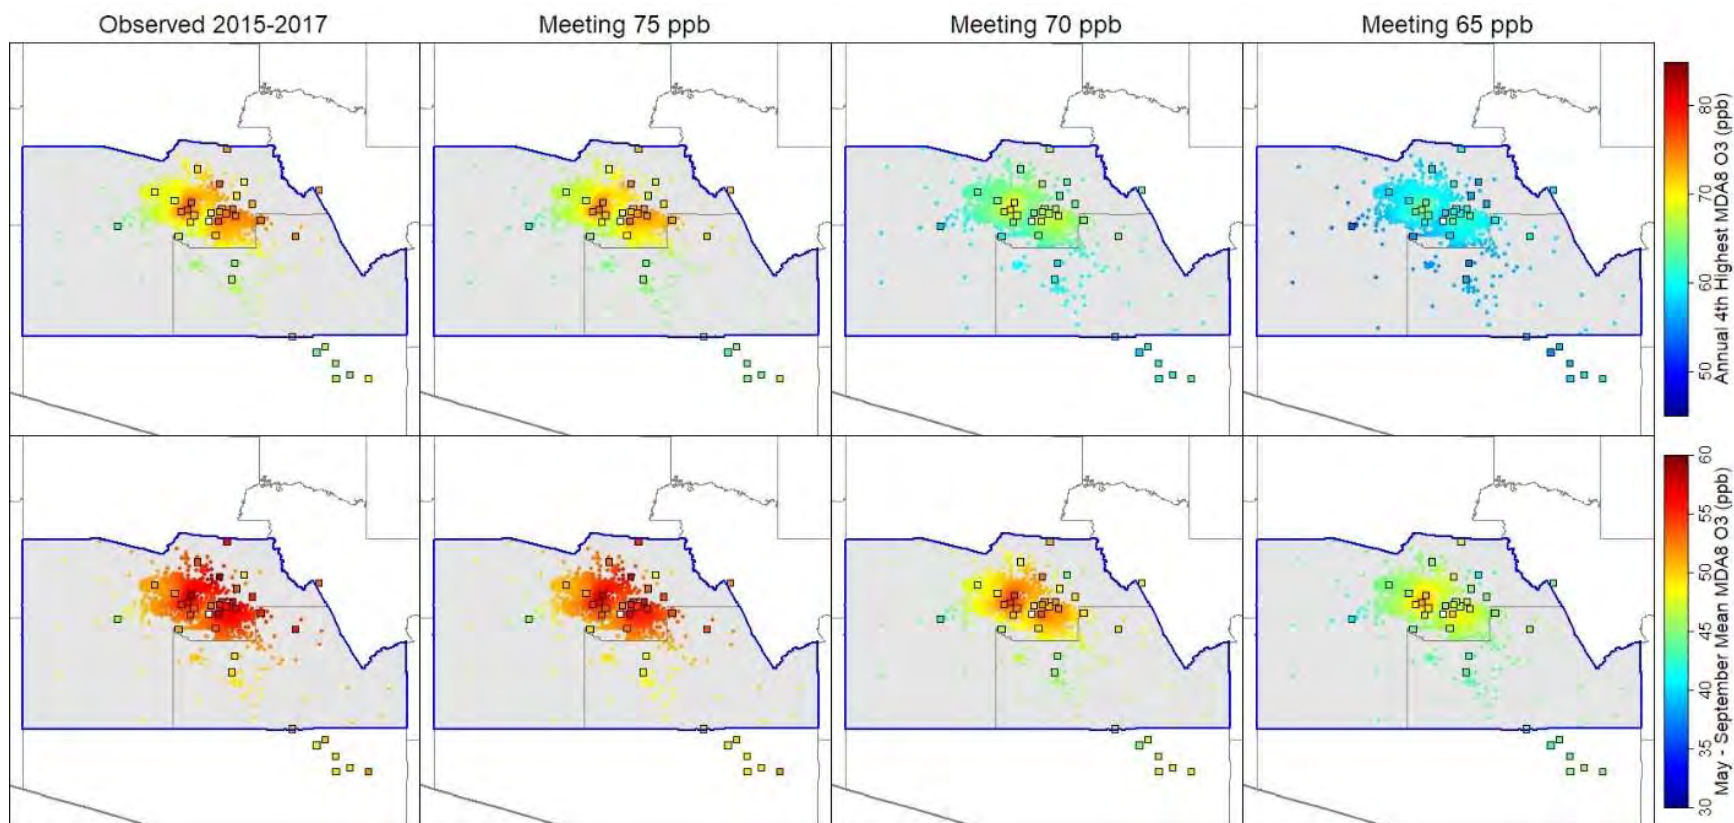 Observed 2015-2017
Meeting 75 ppb
Meeting 70 ppb
Meeting 65 ppb
80
70
60
50
Annual 4th Highest MDA8 O3 (ppb)
60
55
50
45
40
35
30
May - September Mean MDA8 O3 (ppb)